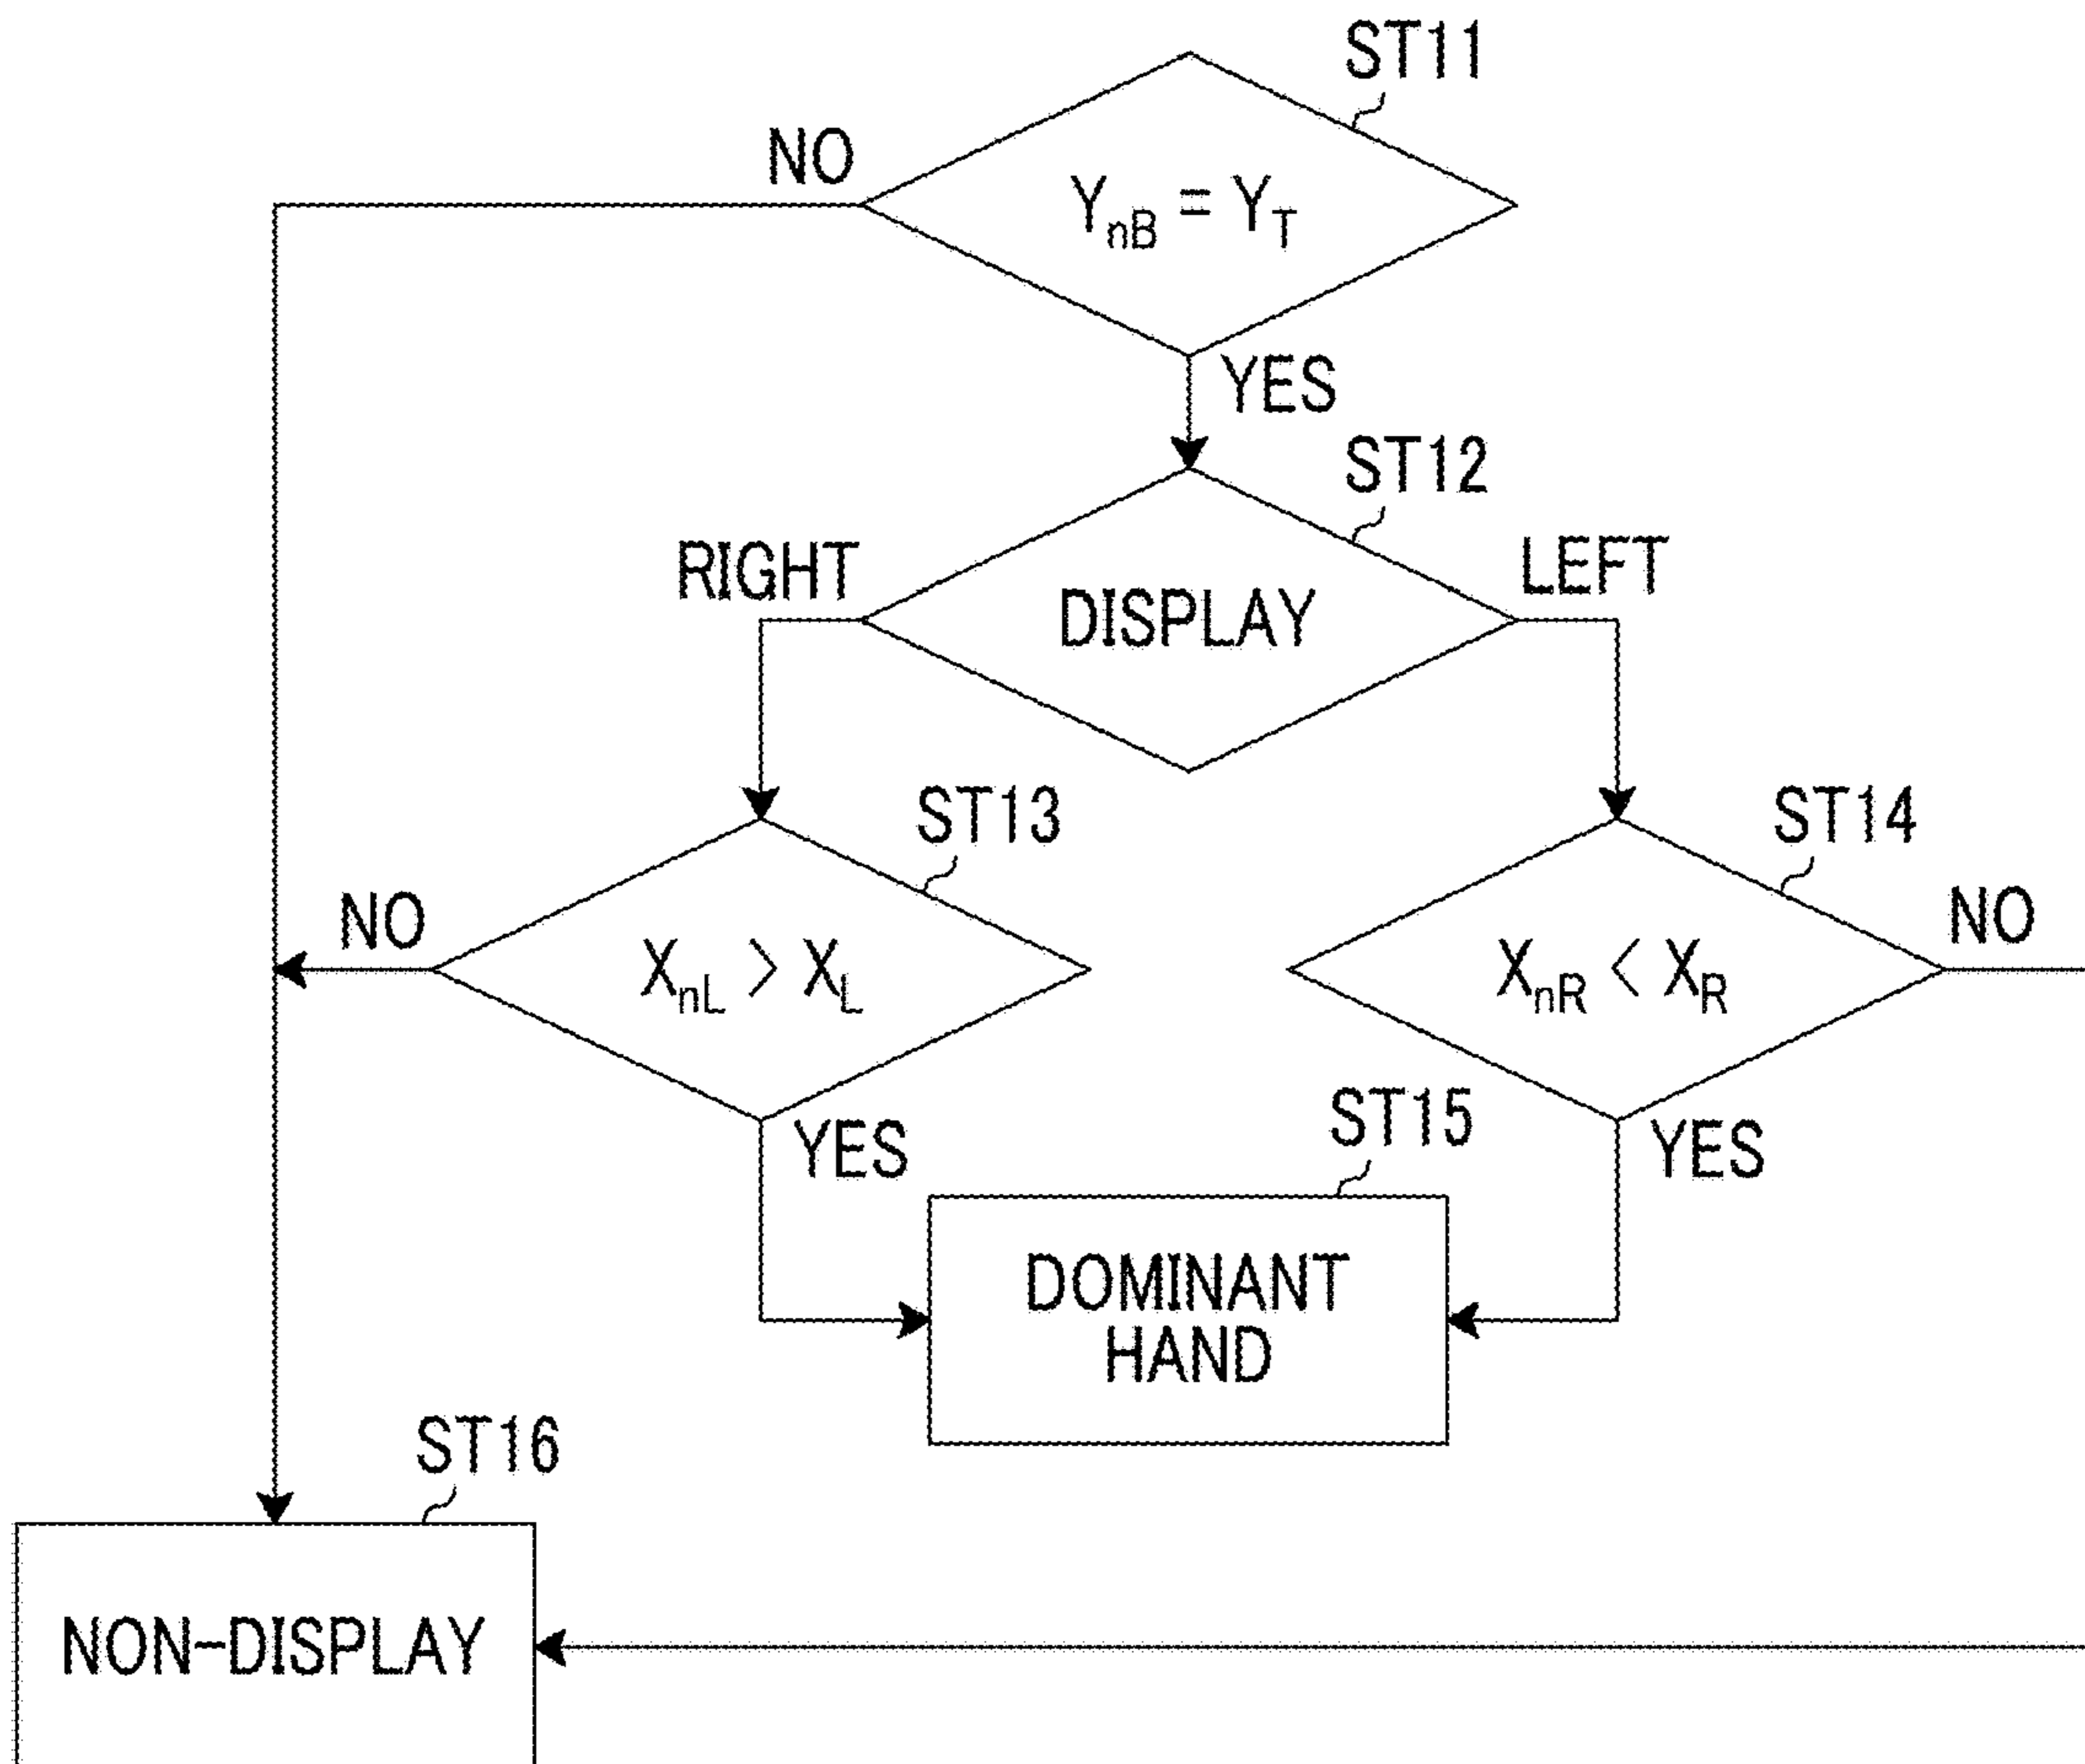 ST11
NO
YnB = YT
YES
ST12
RIGHT
LEFT
DISPLAY
ST13
ST14
NO
NO
XnL > XL
XnR < XR
YES
ST15
YES
DOMINANT
HAND
ST16
NON-DISPLAY